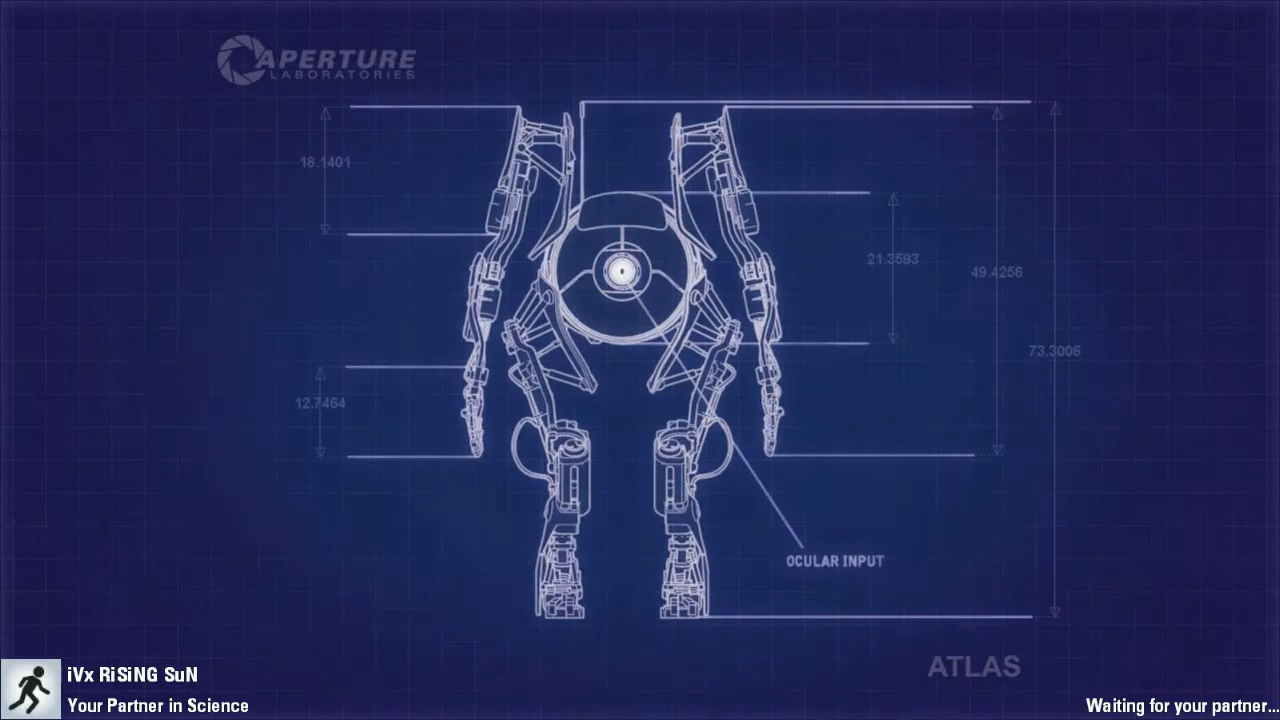 APERTURE
LABORATORIES
18.1401
21.3593
49.4256
73.3006
12.7464
OCULAR INPUT
ATLAS
iVx RiSiNG SuN
Your Partner in Science
Waiting for your partner...